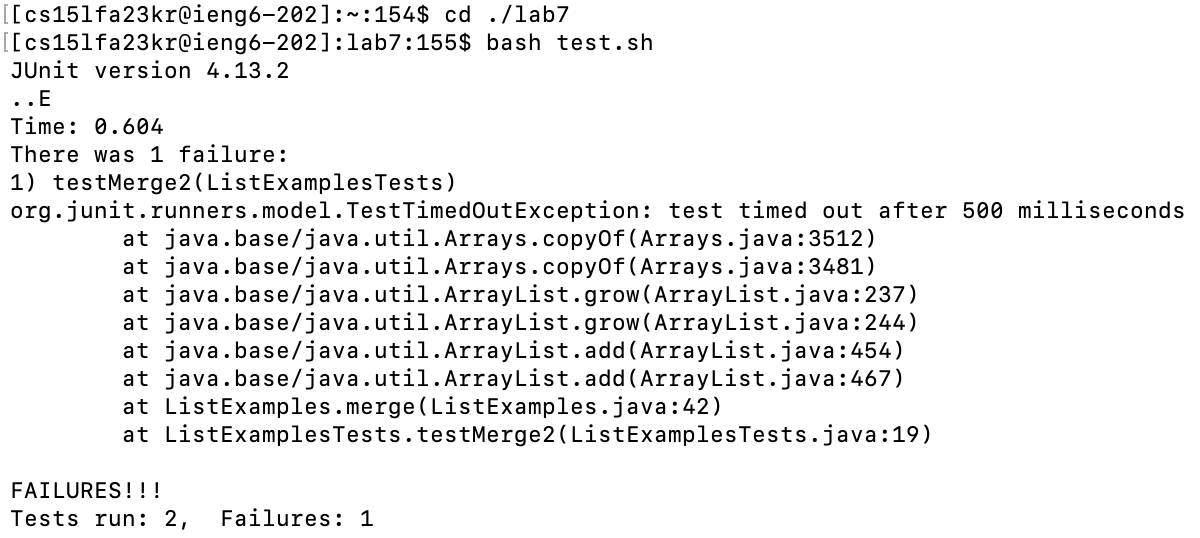 [[cs15lfa23kr@ieng6-202]:~:154$ cd ./lab7
[[cs15lfa23kr@ieng6-202]:lab7:155$ bash test.sh
JUnit version 4.13.2
..E
Time: 0.604
There was 1 failure:
1) testMerge2(ListExamplesTests)
org.junit.runners.model.TestTimedOutException: test timed out after 500 milliseconds
        at java.base/java.util.Arrays.copyOf(Arrays.java:3512)
        at java.base/java.util.Arrays.copyOf(Arrays.java:3481)
        at java.base/java.util.ArrayList.grow(ArrayList.java:237)
        at java.base/java.util.ArrayList.grow(ArrayList.java:244)
        at java.base/java.util.ArrayList.add(ArrayList.java:454)
        at java.base/java.util.ArrayList.add(ArrayList.java:467)
        at ListExamples.merge(ListExamples.java:42)
        at ListExamplesTests.testMerge2(ListExamplesTests.java:19)

FAILURES!!!
Tests run: 2,  Failures: 1